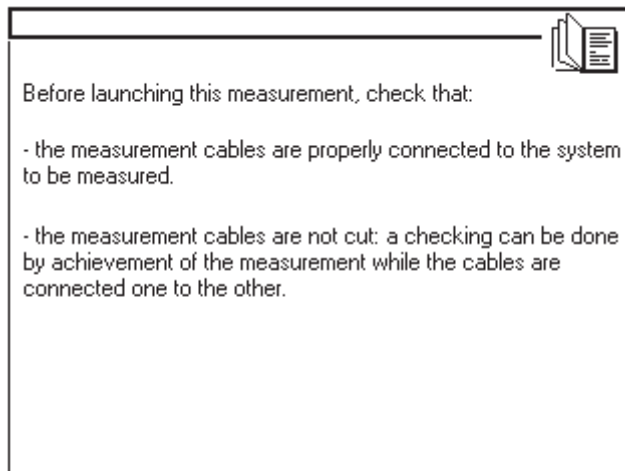 Before launching this measurement, check that:
- the measurement cables are properly connected to the system
to be measured.
- the measurement cables are not cut: a checking can be done
by achievement of the measurement while the cables are
connected one to the other.